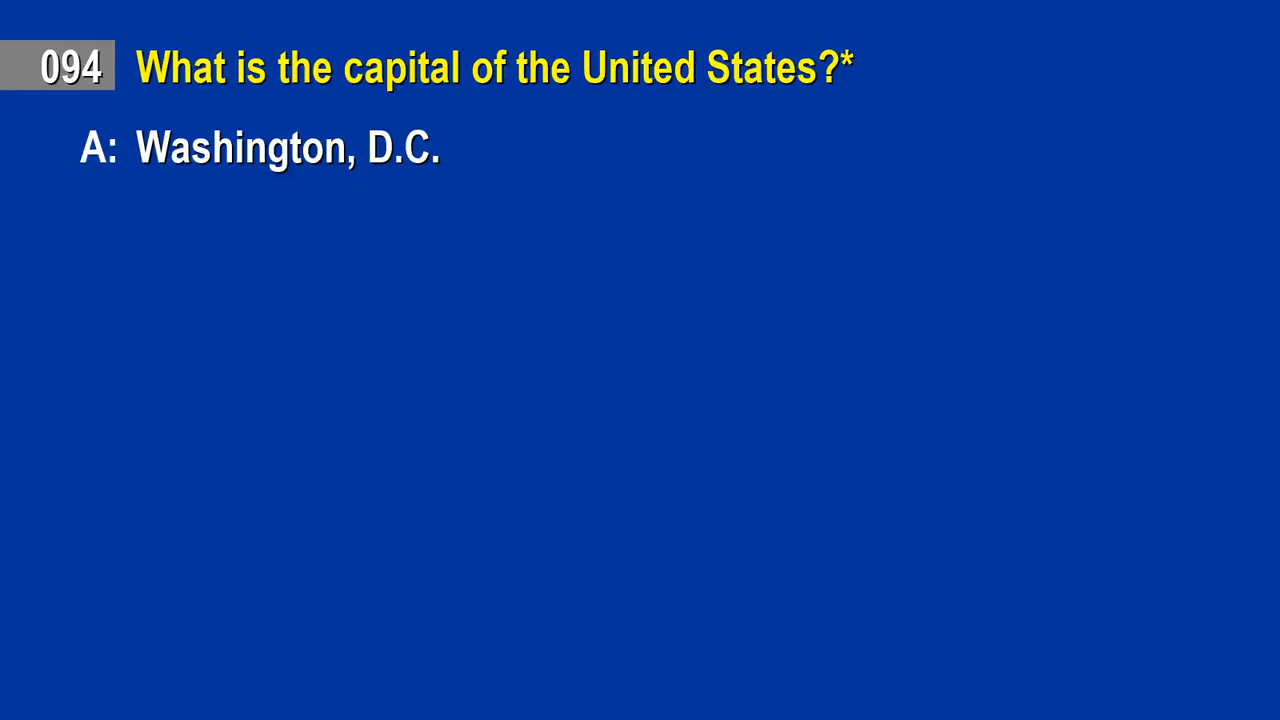 094 What is the capital of the United States?*
A: Washington, D.C.